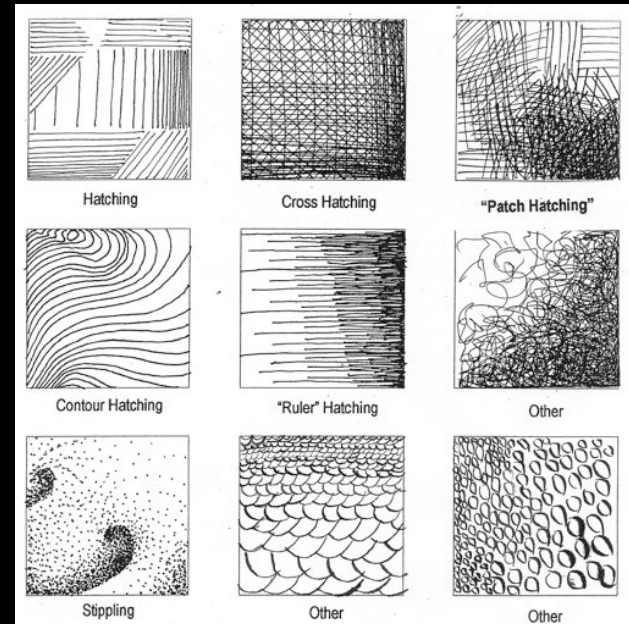 Hatching
Cross Hatching
"Patch Hatching"
Contour Hatching
"Ruler" Hatching
Other
Stippling
Other
Other